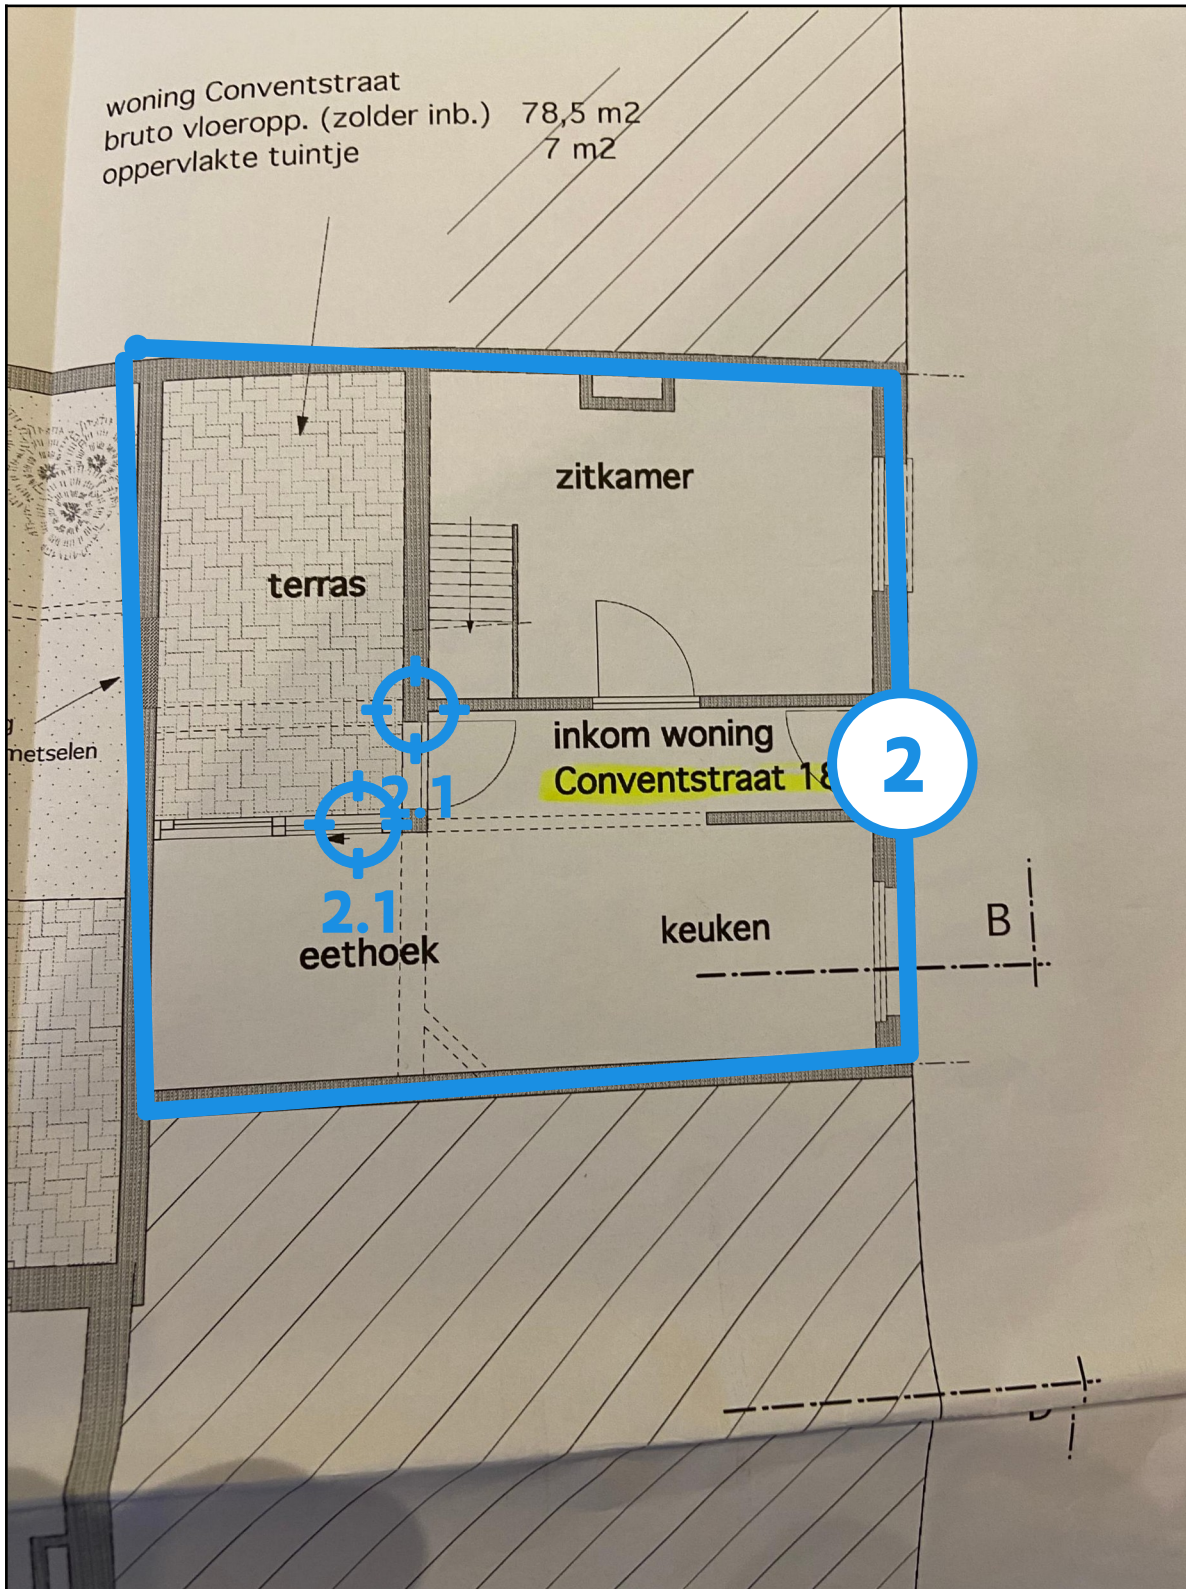 woning Conventstraat
bruto vloeropp. (zolder inb.) 78,5 m2
oppervlakte tuintje 7 m2
zitkamer
terras
inkom woning
Conventstraat
2
metselen
2.1
2.1
keuken
eethoek
B